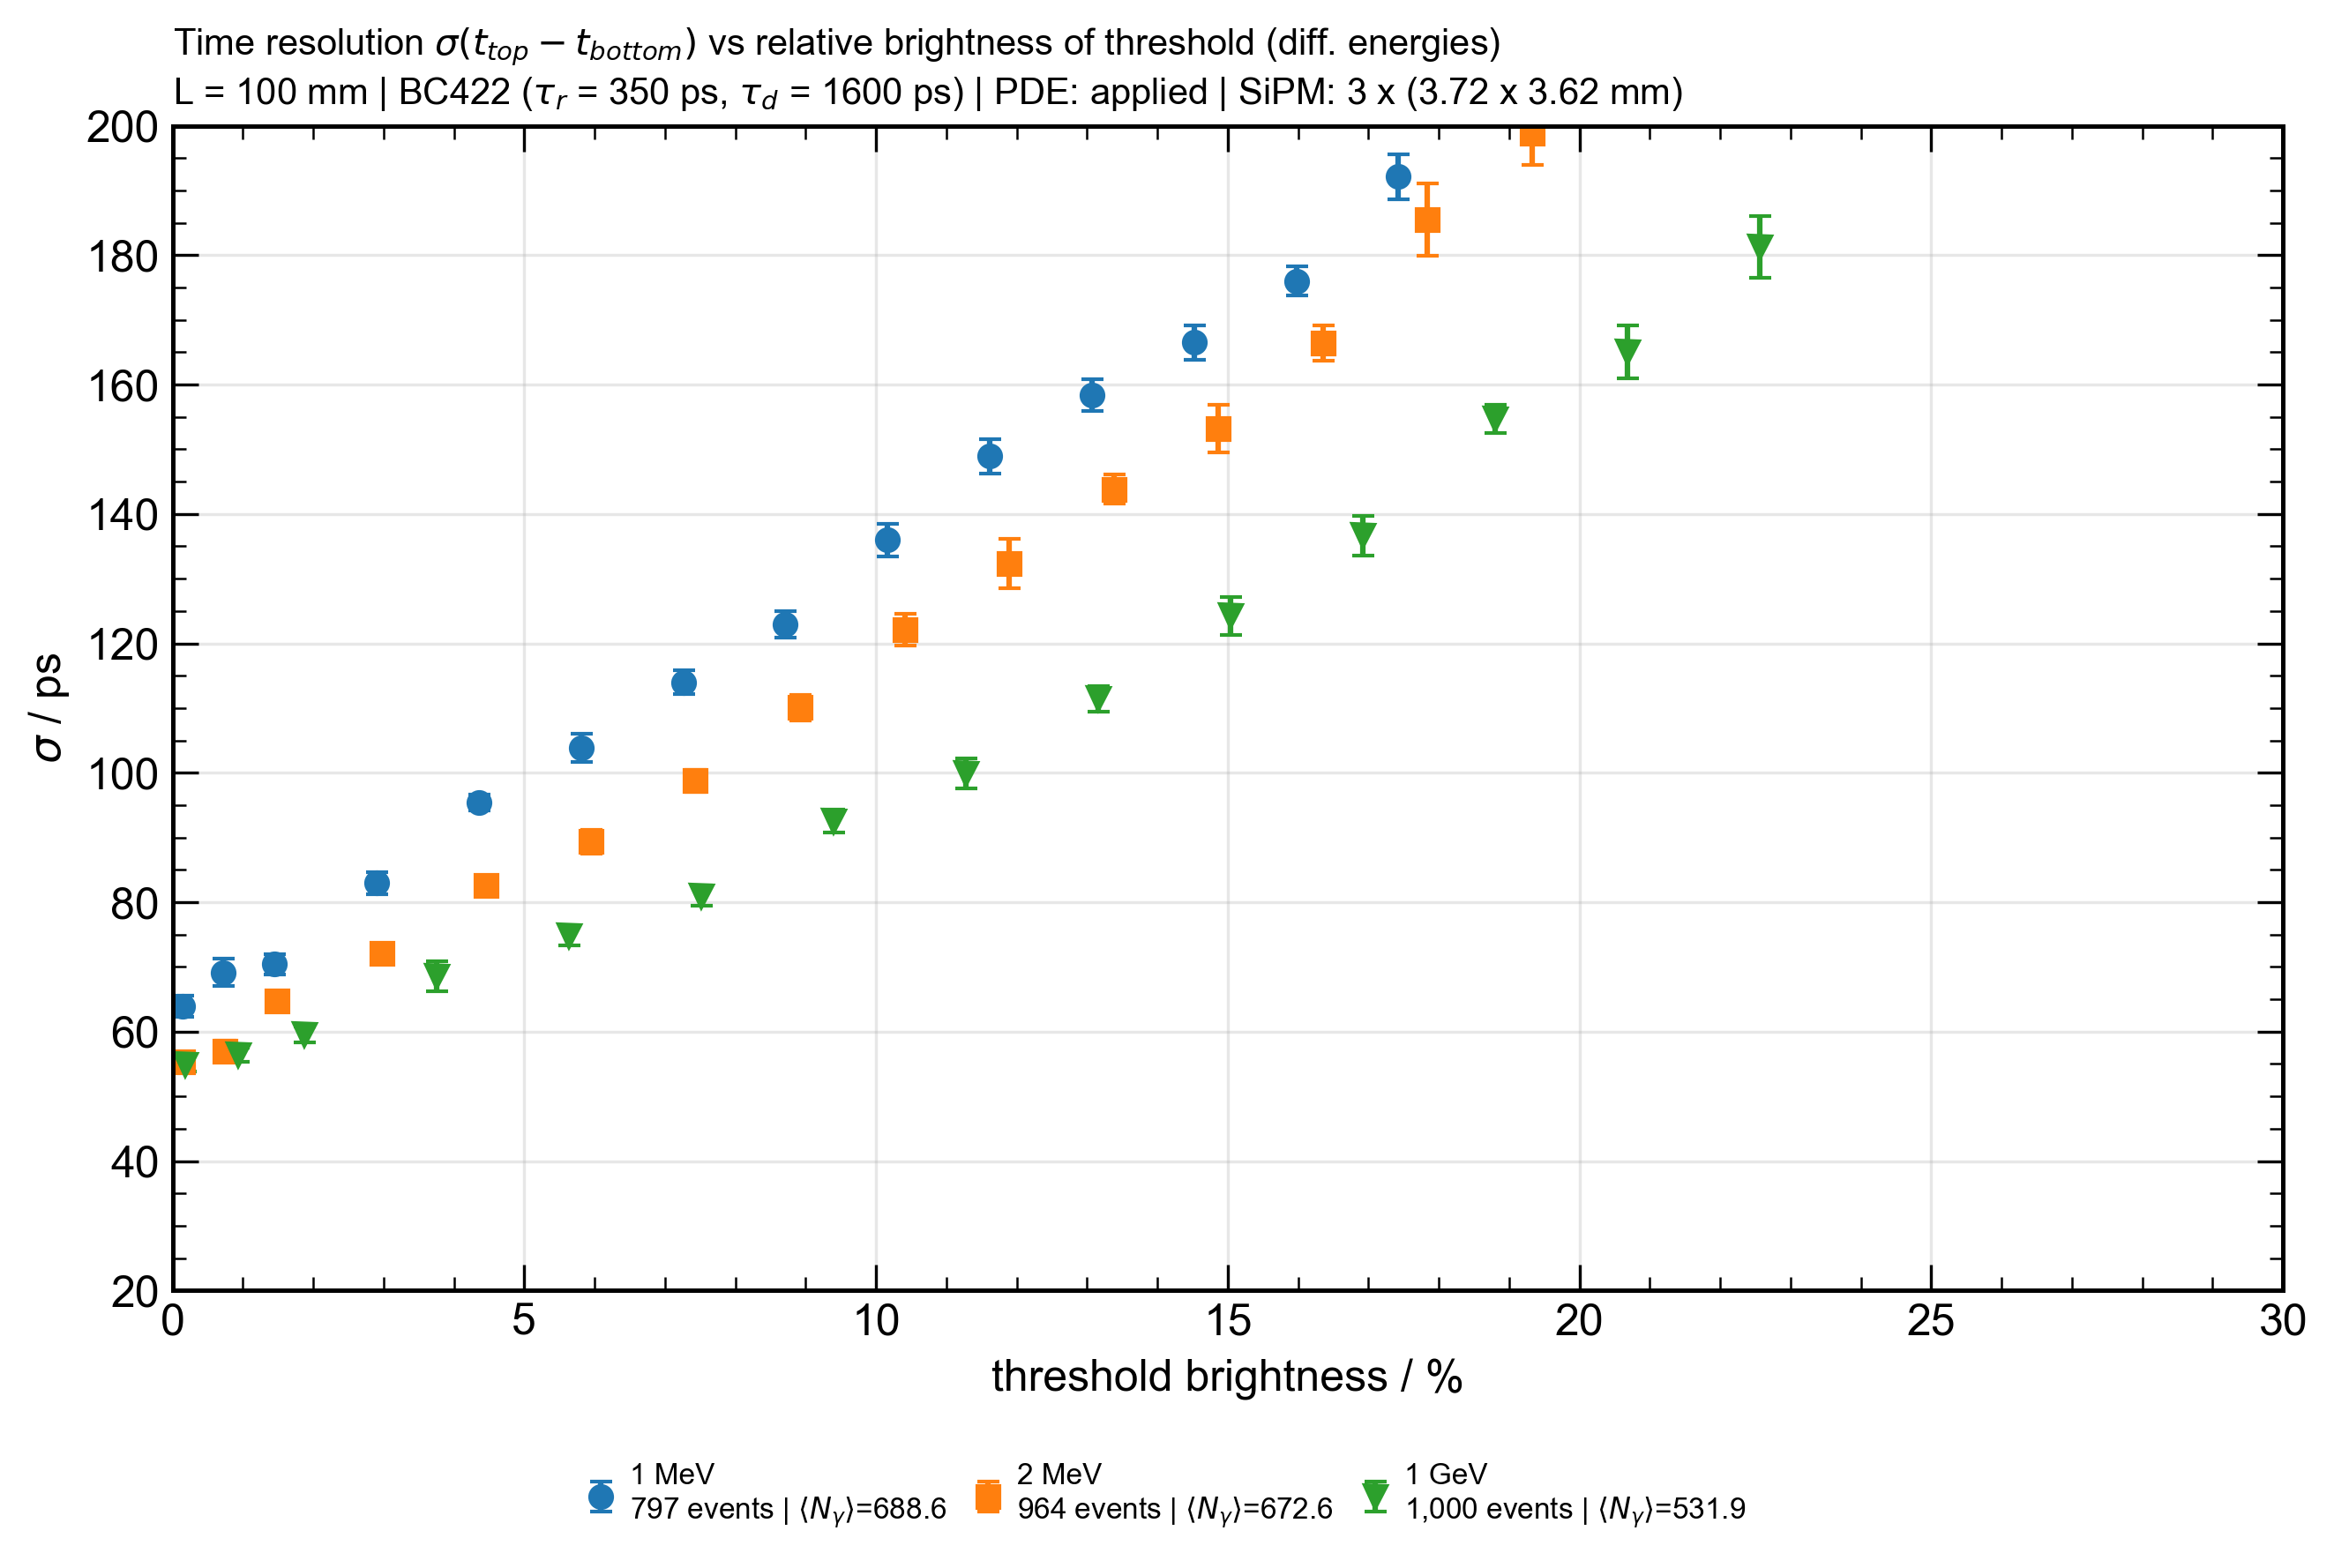 Time resolution σ(t_top − t_bottom) vs relative brightness of threshold (diff. energies)
L = 100 mm | BC422 (τ_r = 350 ps, τ_d = 1600 ps) | PDE: applied | SiPM: 3 x (3.72 x 3.62 mm)
200
180
160
140
120
100
80
60
40
20
σ / ps
0 5 10 15 20 25 30
threshold brightness / %
1 MeV
797 events | ⟨N_γ⟩=688.6
2 MeV
964 events | ⟨N_γ⟩=672.6
1 GeV
1,000 events | ⟨N_γ⟩=531.9